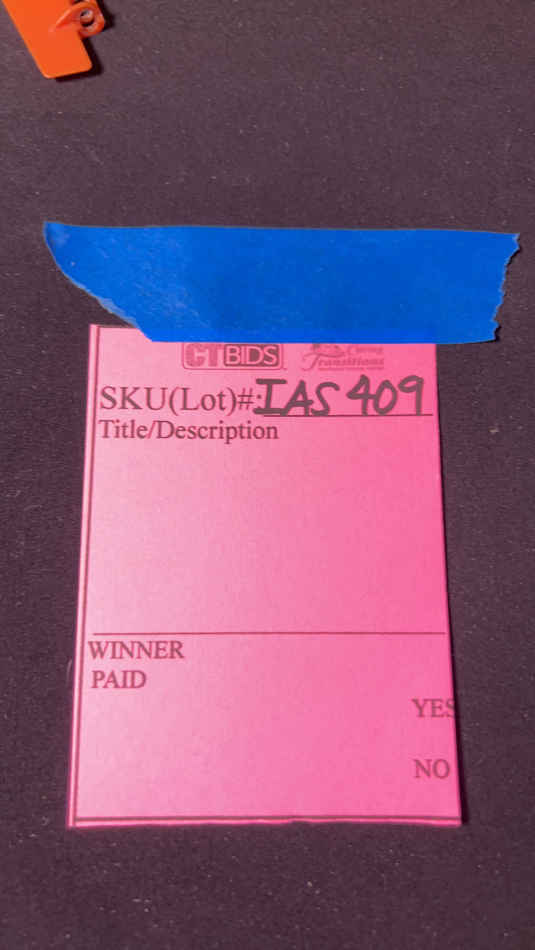 CTBIDS Caring
Transitions
SKU(Lot)#: IAS 409
Title/Description
WINNER
PAID
YES
NO